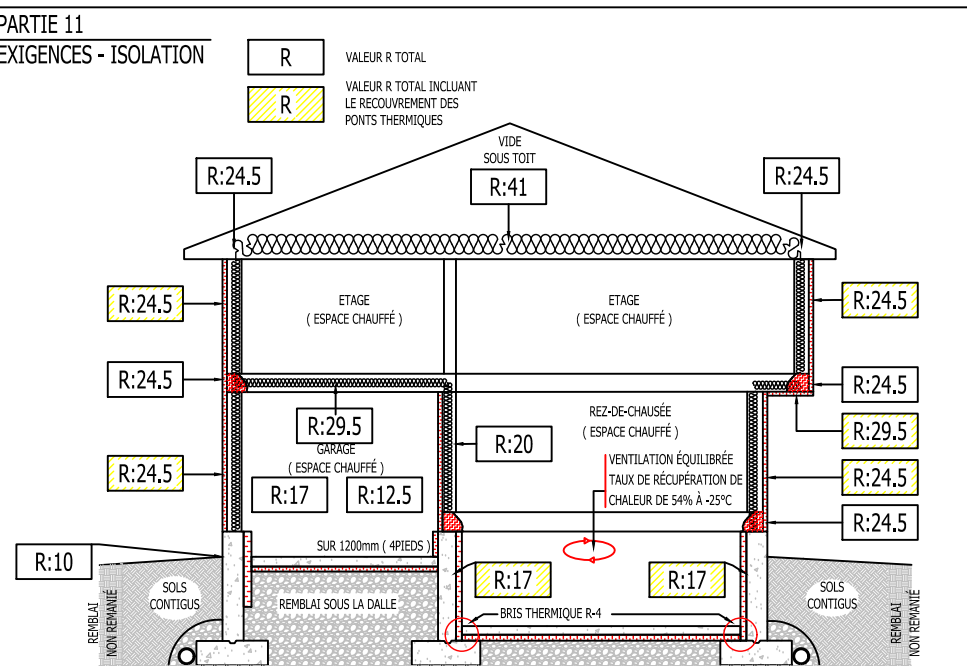 PARTIE 11
EXIGENCES - ISOLATION
R
VALEUR R TOTAL
R
VALEUR R TOTAL INCLUANT
LE RECOUVREMENT DES
PONTS THERMIQUES
VIDE
SOUS TOIT
R:24.5
R:41
R:24.5
R:24.5
ETAGE
( ESPACE CHAUFFÉ )
ETAGE
( ESPACE CHAUFFÉ )
R:24.5
R:24.5
R:24.5
R:29.5
GARAGE
( ESPACE CHAUFFÉ )
R:20
REZ-DE-CHAUSÉE
( ESPACE CHAUFFÉ )
R:29.5
R:24.5
R:17
R:12.5
VENTILATION ÉQUILIBRÉE
TAUX DE RÉCUPÉRATION DE
CHALEUR DE 54% À -25°C
R:24.5
R:24.5
SUR 1200mm ( 4PIEDS )
R:10
R:17
R:17
SOLS
CONTIGUS
REMBLAI SOUS LA DALLE
BRIS THERMIQUE R-4
SOLS
CONTIGUS
REMBLAI
NON REMANIÉ
REMBLAI
NON REMANIÉ